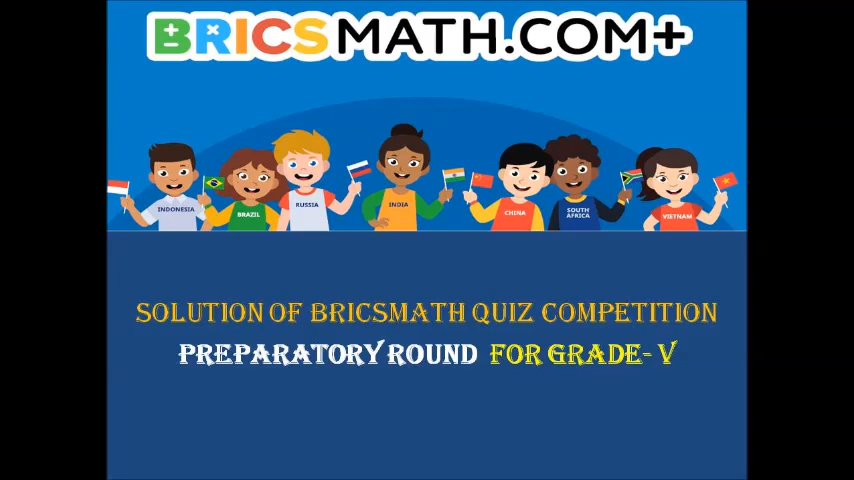 BRICSMATH.COM+
INDONESIA
BRAZIL
RUSSIA
INDIA
CHINA
SOUTH
AFRICA
VIETNAM
SOLUTION OF BRICSMATH QUIZ COMPETITION
PREPARATORY ROUND FOR GRADE- V